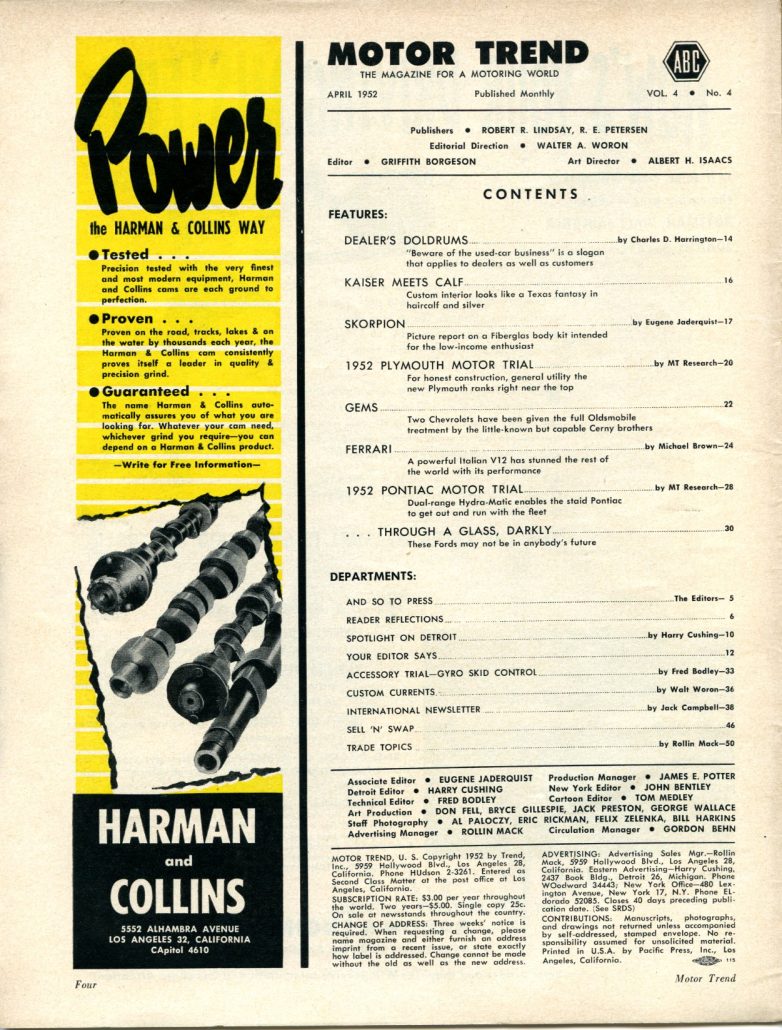 Power
the HARMAN & COLLINS WAY
● Tested . . .
Precision tested with the very finest
and most modern equipment, Harman
and Collins cams are each ground to
perfection.
● Proven . . .
Proven on the road, tracks, lakes & on
the water by thousands each year, the
Harman & Collins cam consistently
proves itself a leader in quality &
precision grind.
● Guaranteed . . .
The name Harman & Collins auto-
matically assures you of what you are
looking for. Whatever your cam need,
whichever grind you require—you can
depend on a Harman & Collins product.
—Write for Free Information—
HARMAN
and
COLLINS
5552 ALHAMBRA AVENUE
LOS ANGELES 32, CALIFORNIA
CApitol 4610
Four
MOTOR TREND
THE MAGAZINE FOR A MOTORING WORLD
ABC
APRIL 1952 Published Monthly VOL. 4 ● No. 4
Publishers ● ROBERT R. LINDSAY, R. E. PETERSEN
Editorial Direction ● WALTER A. WORON
Editor ● GRIFFITH BORGESON Art Director ● ALBERT H. ISAACS
CONTENTS
FEATURES:
DEALER'S DOLDRUMS by Charles D. Harrington—14
"Beware of the used-car business" is a slogan
that applies to dealers as well as customers
KAISER MEETS CALF 16
Custom interior looks like a Texas fantasy in
haircalf and silver
SKORPION by Eugene Jaderquist—17
Picture report on a Fiberglas body kit intended
for the low-income enthusiast
1952 PLYMOUTH MOTOR TRIAL by MT Research—20
For honest construction, general utility the
new Plymouth ranks right near the top
GEMS 22
Two Chevrolets have been given the full Oldsmobile
treatment by the little-known but capable Cerny brothers
FERRARI by Michael Brown—24
A powerful Italian V12 has stunned the rest of
the world with its performance
1952 PONTIAC MOTOR TRIAL by MT Research—28
Dual-range Hydra-Matic enables the staid Pontiac
to get out and run with the fleet
. . . THROUGH A GLASS, DARKLY 30
These Fords may not be in anybody's future
DEPARTMENTS:
AND SO TO PRESS The Editors— 5
READER REFLECTIONS 6
SPOTLIGHT ON DETROIT by Harry Cushing—10
YOUR EDITOR SAYS 12
ACCESSORY TRIAL—GYRO SKID CONTROL by Fred Bodley—33
CUSTOM CURRENTS by Walt Woron—36
INTERNATIONAL NEWSLETTER by Jack Campbell—38
SELL 'N' SWAP 46
TRADE TOPICS by Rollin Mack—50
Associate Editor ● EUGENE JADERQUIST Production Manager ● JAMES E. POTTER
Detroit Editor ● HARRY CUSHING New York Editor ● JOHN BENTLEY
Technical Editor ● FRED BODLEY Cartoon Editor ● TOM MEDLEY
Art Production ● DON FELL, BRYCE GILLESPIE, JACK PRESTON, GEORGE WALLACE
Staff Photography ● AL PALOCZY, ERIC RICKMAN, FELIX ZELENKA, BILL HARKINS
Advertising Manager ● ROLLIN MACK Circulation Manager ● GORDON BEHN
MOTOR TREND, U. S. Copyright 1952 by Trend,
Inc., 5959 Hollywood Blvd., Los Angeles 28,
California. Phone HUdson 2-3261. Entered as
Second Class Matter at the post office at Los
Angeles, California.
SUBSCRIPTION RATE: $3.00 per year throughout
the world. Two years—$5.00. Single copy 25c.
On sale at newsstands throughout the country.
CHANGE OF ADDRESS: Three weeks' notice is
required. When requesting a change, please
name magazine and either furnish an address
imprint from a recent issue, or state exactly
how label is addressed. Change cannot be made
without the old as well as the new address.
ADVERTISING: Advertising Sales Mgr.—Rollin
Mack, 5959 Hollywood Blvd., Los Angeles 28,
California. Eastern Advertising—Harry Cushing,
2437 Book Bldg., Detroit 26, Michigan. Phone
WOodward 34443; New York Office—480 Lex-
ington Avenue, New York 17, N.Y. Phone EL-
dorado 52085. Closes 40 days preceding publi-
cation date. (See SRDS)
CONTRIBUTIONS: Manuscripts, photographs,
and drawings not returned unless accompanied
by self-addressed, stamped envelope. No re-
sponsibility assumed for unsolicited material.
Printed in U.S.A. by Pacific Press, Inc., Los
Angeles, California. 115
Motor Trend